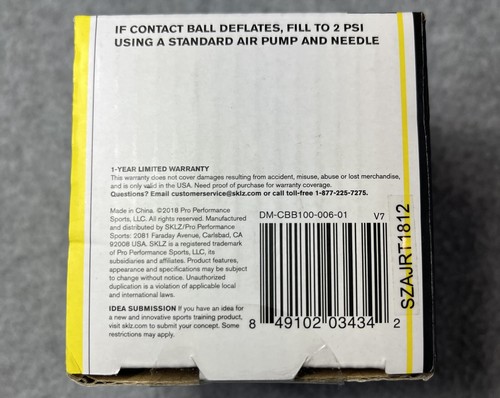 IF CONTACT BALL DEFLATES, FILL TO 2 PSI
USING A STANDARD AIR PUMP AND NEEDLE
1-YEAR LIMITED WARRANTY
This warranty does not cover damages resulting from accident, misuse, abuse or lost merchandise,
and is only valid in the USA. Need proof of purchase for warranty coverage.
Questions? Email customerservice@sklz.com or call toll-free 1-877-225-7275.
Made in China. ©2018 Pro Performance
Sports, LLC. All rights reserved. Manufactured
and distributed by SKLZ/Pro Performance
Sports: 2081 Faraday Avenue, Carlsbad, CA
92008 USA. SKLZ is a registered trademark
of Pro Performance Sports, LLC, its
subsidiaries and affiliates. Product features,
appearance and specifications may be subject
to change without notice. Unauthorized
duplication is a violation of applicable local
and international laws.
IDEA SUBMISSION If you have an idea for
a new and innovative sports training product,
visit sklz.com to submit your concept. Some
restrictions may apply.
DM-CBB100-006-01 V7
8 49102 03434 2
SZAJRT1812